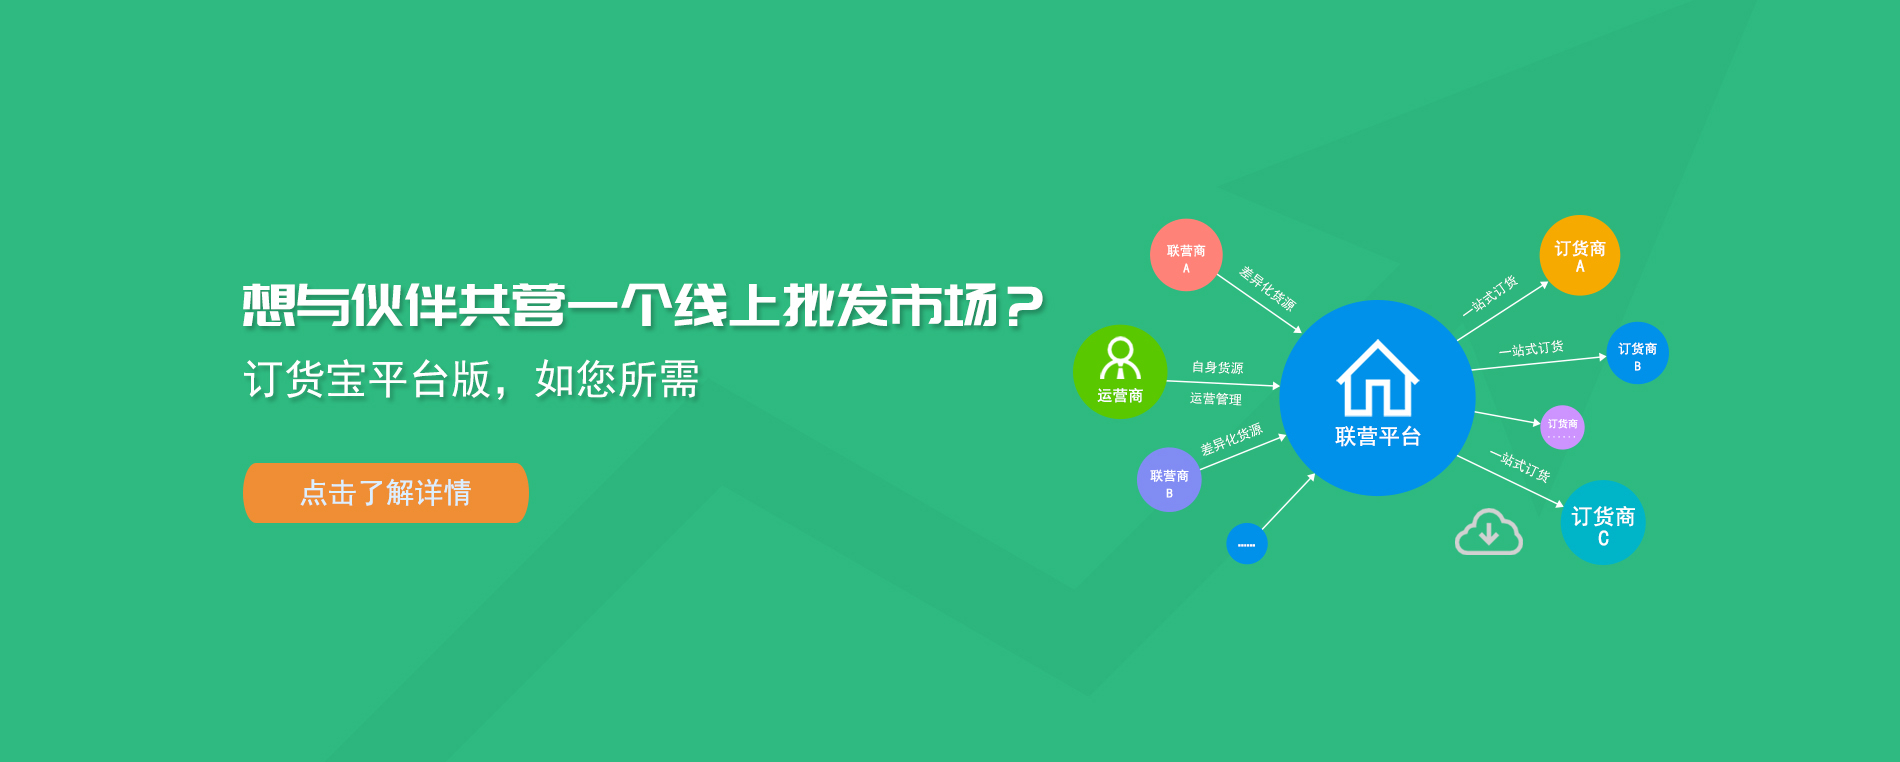 想与伙伴共营一个线上批发市场？
订货宝平台版，如您所需
点击了解详情
联营商
A
差异化货源
运营商
自身货源
运营管理
联营商
B
差异化货源
......
联营平台
一站式订货
订货商
A
一站式订货
订货商
B
订货商
......
一站式订货
订货商
C